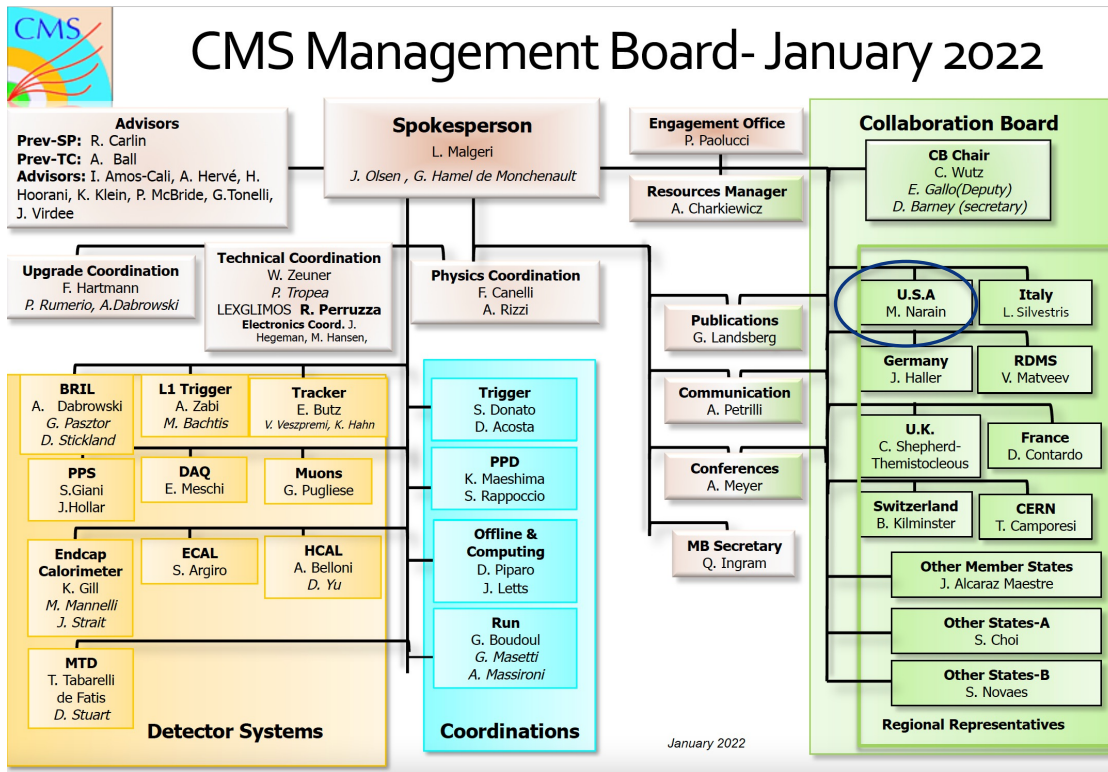 CMS
CMS Management Board- January 2022
Advisors
Prev-SP: R. Carlin
Prev-TC: A. Ball
Advisors: I. Amos-Cali, A. Hervé, H.
Hoorani, K. Klein, P. McBride, G.Tonelli,
J. Virdee
Spokesperson
L. Malgeri
J. Olsen , G. Hamel de Monchenault
Engagement Office
P. Paolucci
Resources Manager
A. Charkiewicz
Collaboration Board
CB Chair
C. Wutz
E. Gallo(Deputy)
D. Barney (secretary)
Upgrade Coordination
F. Hartmann
P. Rumerio, A.Dabrowski
Technical Coordination
W. Zeuner
P. Tropea
LEXGLIMOS R. Perruzza
Electronics Coord. J.
Hegeman, M. Hansen,
Physics Coordination
F. Canelli
A. Rizzi
Publications
G. Landsberg
Communication
A. Petrilli
Conferences
A. Meyer
MB Secretary
Q. Ingram
U.S.A
M. Narain
Italy
L. Silvestris
Germany
J. Haller
RDMS
V. Matveev
U.K.
C. Shepherd-
Themistocleous
France
D. Contardo
Switzerland
B. Kilminster
CERN
T. Camporesi
Other Member States
J. Alcaraz Maestre
Other States-A
S. Choi
Other States-B
S. Novaes
Regional Representatives
BRIL
A. Dabrowski
G. Pasztor
D. Stickland
L1 Trigger
A. Zabi
M. Bachtis
Tracker
E. Butz
V. Veszpremi, K. Hahn
PPS
S.Giani
J.Hollar
DAQ
E. Meschi
Muons
G. Pugliese
Endcap
Calorimeter
K. Gill
M. Mannelli
J. Strait
ECAL
S. Argiro
HCAL
A. Belloni
D. Yu
MTD
T. Tabarelli
de Fatis
D. Stuart
Detector Systems
Trigger
S. Donato
D. Acosta
PPD
K. Maeshima
S. Rappoccio
Offline &
Computing
D. Piparo
J. Letts
Run
G. Boudoul
G. Masetti
A. Massironi
Coordinations
January 2022